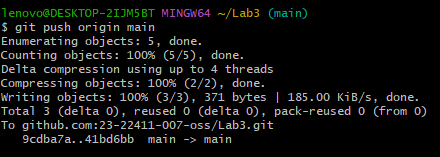 lenovo@DESKTOP-2IJM5BT MINGW64 ~/Lab3 (main)
$ git push origin main
Enumerating objects: 5, done.
Counting objects: 100% (5/5), done.
Delta compression using up to 4 threads
Compressing objects: 100% (2/2), done.
Writing objects: 100% (3/3), 371 bytes | 185.00 KiB/s, done.
Total 3 (delta 0), reused 0 (delta 0), pack-reused 0 (from 0)
To github.com:23-22411-007-oss/Lab3.git
   9cdba7a..41bd6bb  main -> main